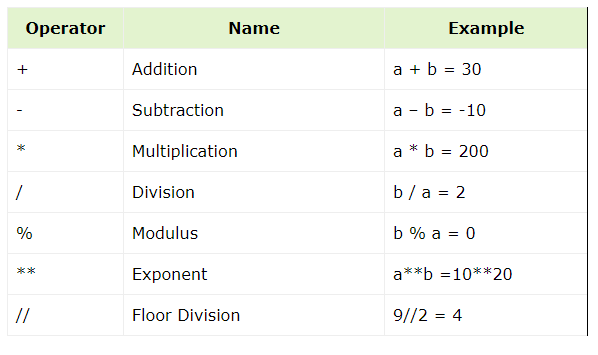 Operator Name Example
+ Addition a + b = 30
- Subtraction a – b = -10
* Multiplication a * b = 200
/ Division b / a = 2
% Modulus b % a = 0
** Exponent a**b =10**20
// Floor Division 9//2 = 4